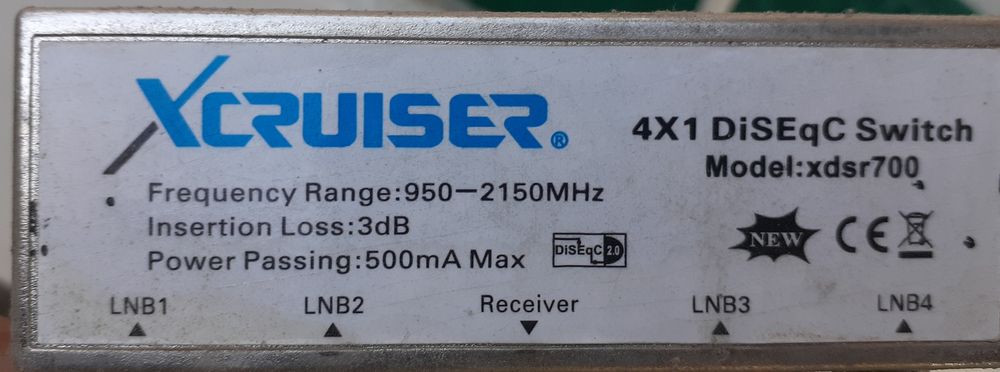 XCRUISER®
4X1 DiSEqC Switch
Model:xdsr700
Frequency Range:950-2150MHz
Insertion Loss:3dB
Power Passing:500mA Max
DiSEqC 2.0
NEW
CE
LNB1 LNB2 Receiver LNB3 LNB4